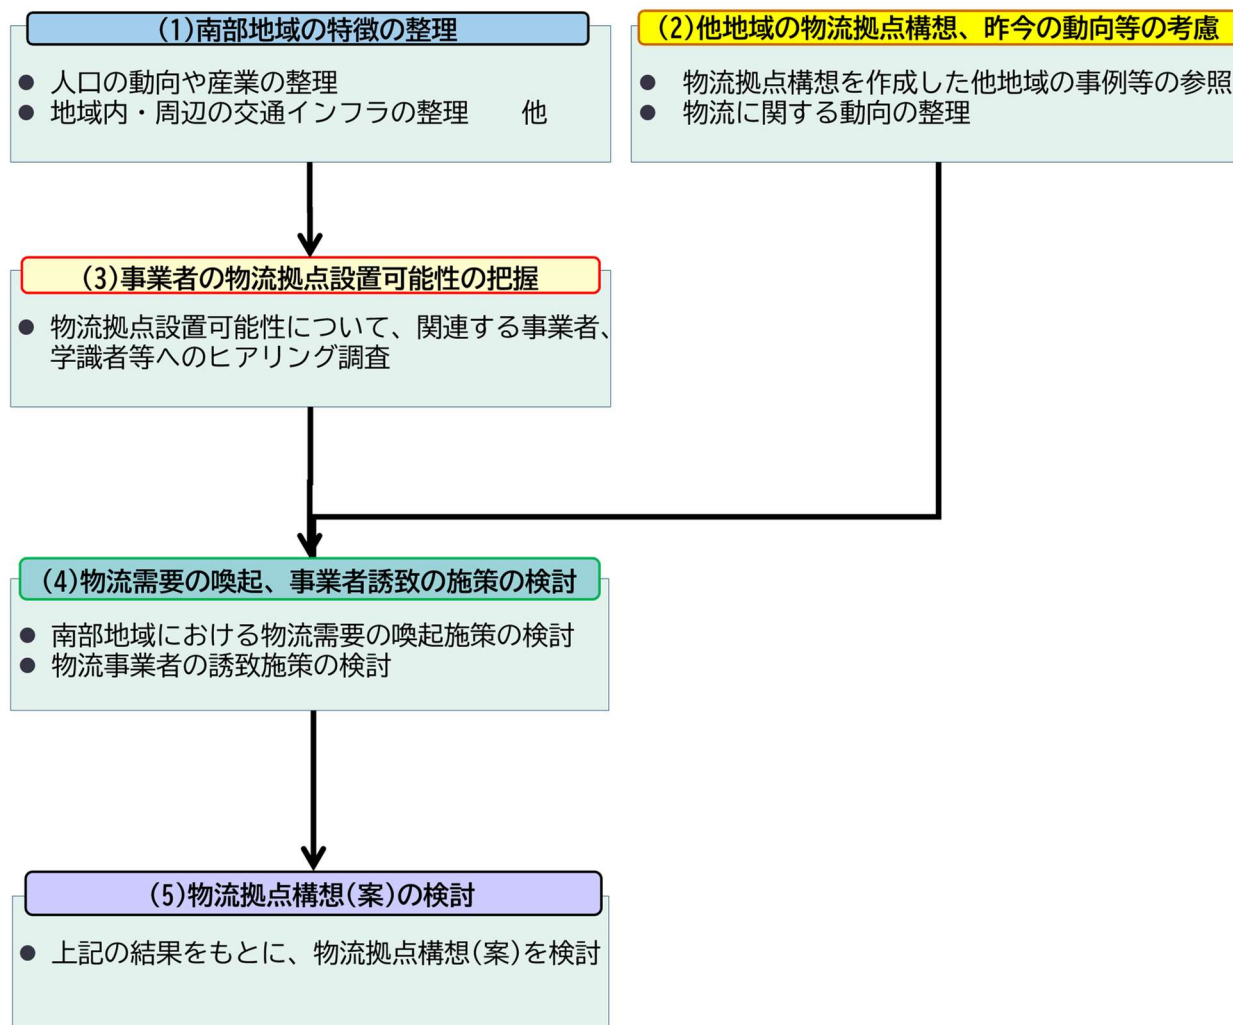 (1)南部地域の特徴の整理
● 人口の動向や産業の整理
● 地域内・周辺の交通インフラの整理　　他
(2)他地域の物流拠点構想、昨今の動向等の考慮
● 物流拠点構想を作成した他地域の事例等の参照
● 物流に関する動向の整理
(3)事業者の物流拠点設置可能性の把握
● 物流拠点設置可能性について、関連する事業者、
学識者等へのヒアリング調査
(4)物流需要の喚起、事業者誘致の施策の検討
● 南部地域における物流需要の喚起施策の検討
● 物流事業者の誘致施策の検討
(5)物流拠点構想(案)の検討
● 上記の結果をもとに、物流拠点構想(案)を検討